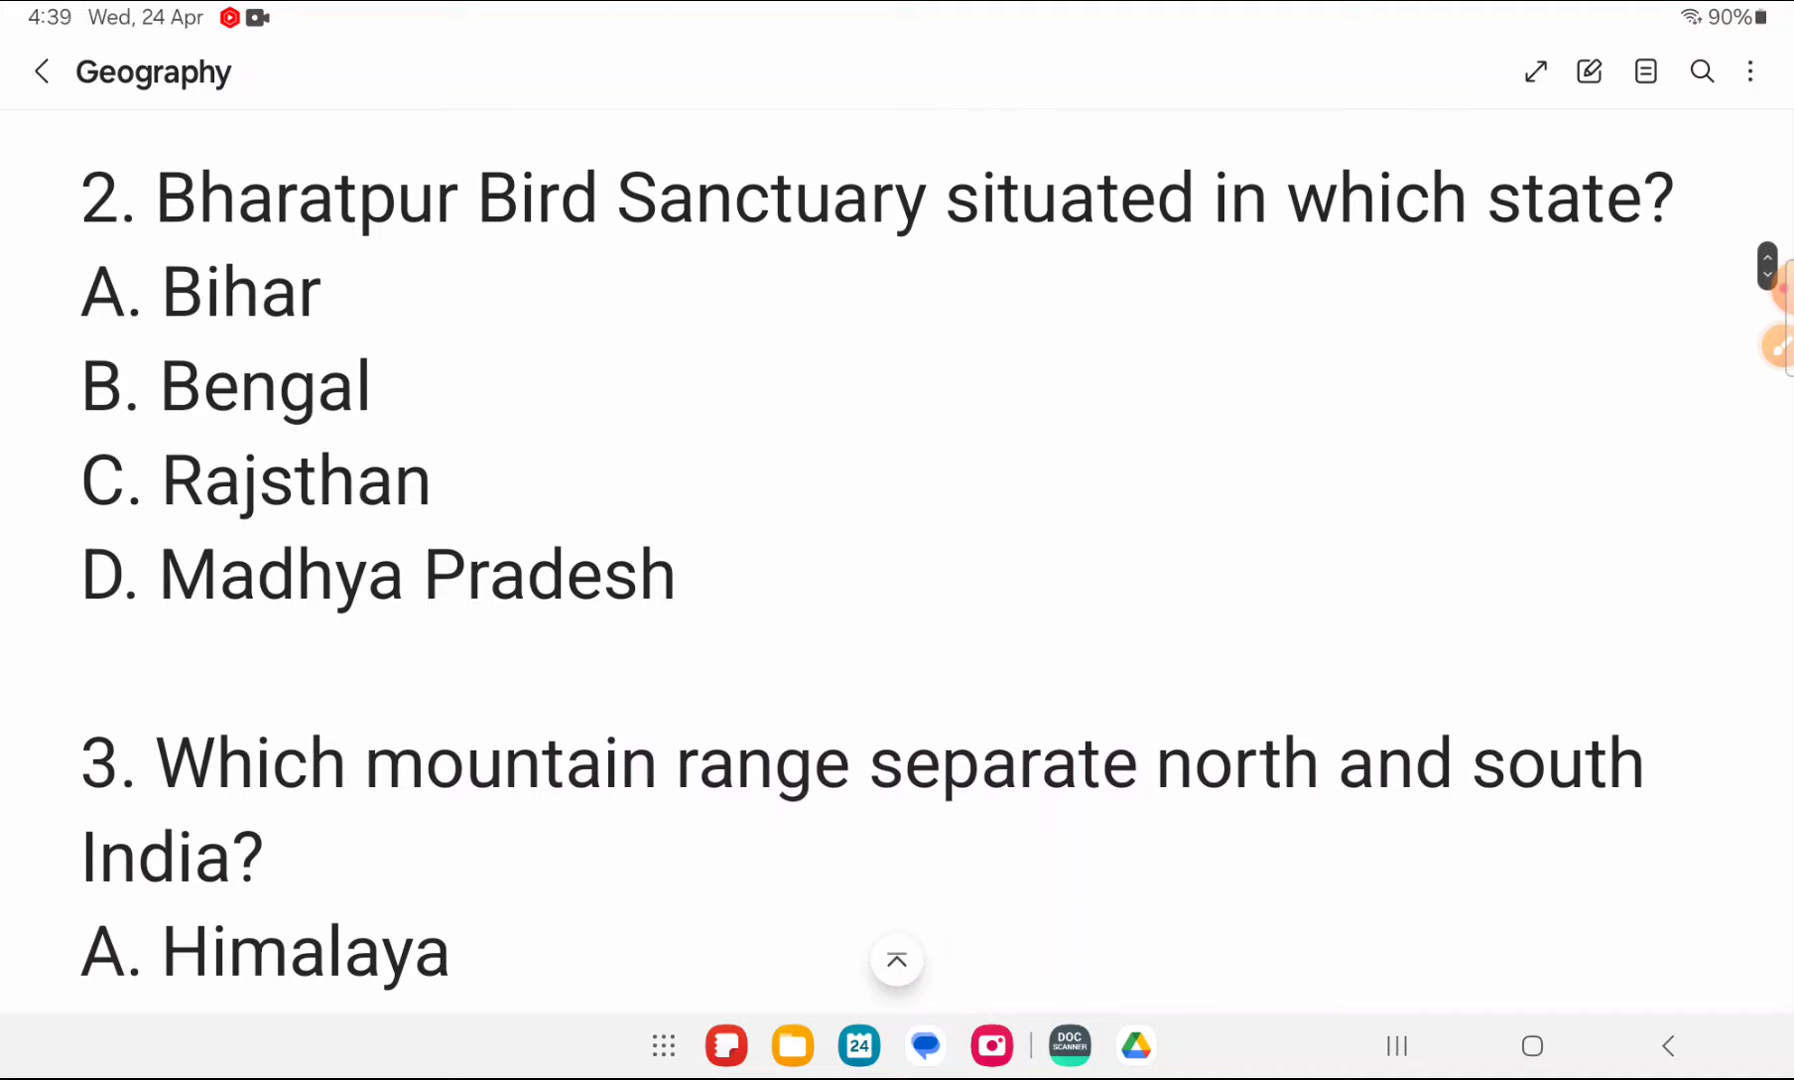 4:39 Wed, 24 Apr 90%
Geography
2. Bharatpur Bird Sanctuary situated in which state?
A. Bihar
B. Bengal
C. Rajsthan
D. Madhya Pradesh
3. Which mountain range separate north and south
India?
A. Himalaya
24
DOC
SCANNER